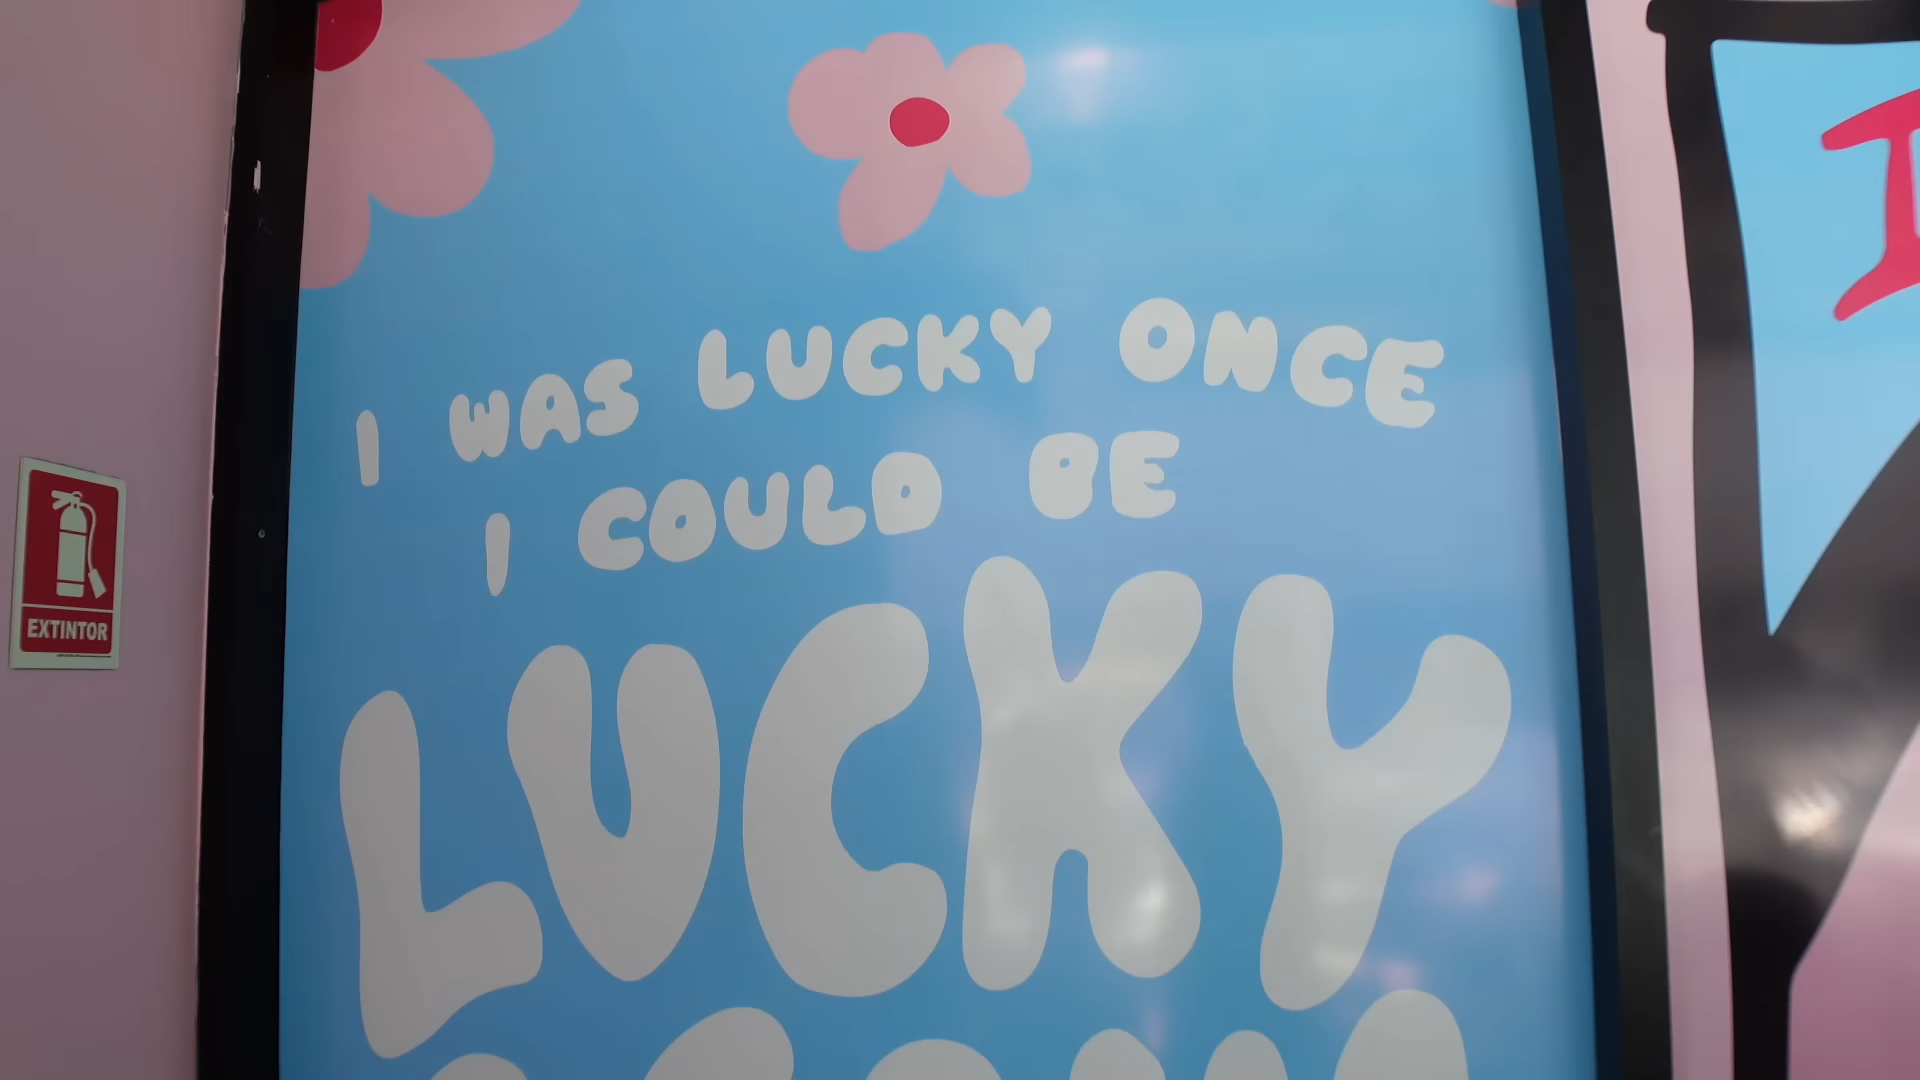 I WAS LUCKY ONCE
I COULD BE
LUCKY
EXTINTOR